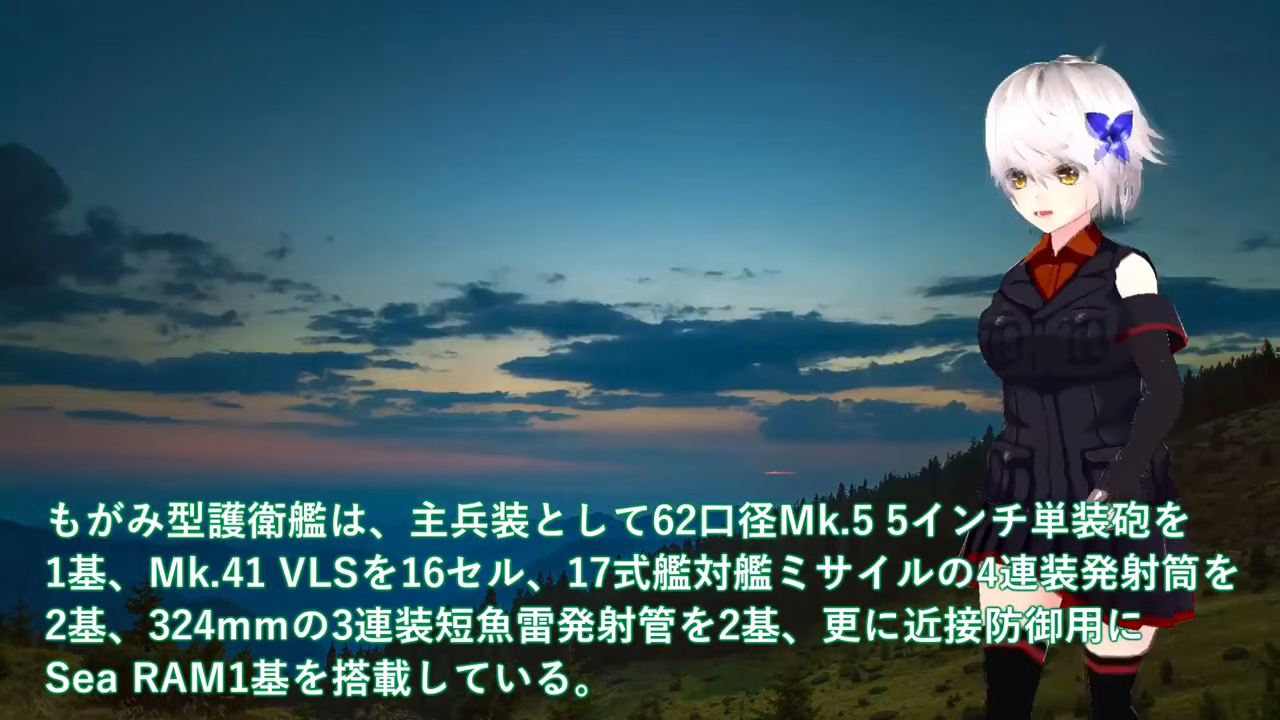 もがみ型護衛艦は、主兵装として62口径Mk.5 5インチ単装砲を
1基、Mk.41 VLSを16セル、17式艦対艦ミサイルの4連装発射筒を
2基、324mmの3連装短魚雷発射管を2基、更に近接防御用に
Sea RAM1基を搭載している。